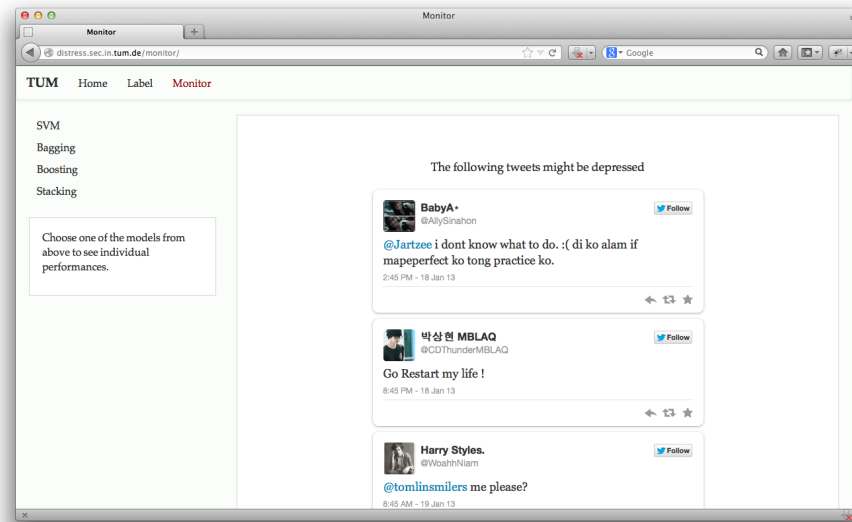 Monitor
Monitor
distress.sec.in.tum.de/monitor/
Google
TUM Home Label Monitor
SVM
Bagging
Boosting
Stacking
Choose one of the models from
above to see individual
performances.
The following tweets might be depressed
BabyA⋆
Follow
@AllySinahon
@Jartzee i dont know what to do. :( di ko alam if
mapeperfect ko tong practice ko.
2:45 PM - 18 Jan 13
박상현 MBLAQ
Follow
@CDThunderMBLAQ
Go Restart my life !
8:45 PM - 18 Jan 13
Harry Styles.
Follow
@WoahhNiam
@tomlinsmilers me please?
8:45 AM - 19 Jan 13